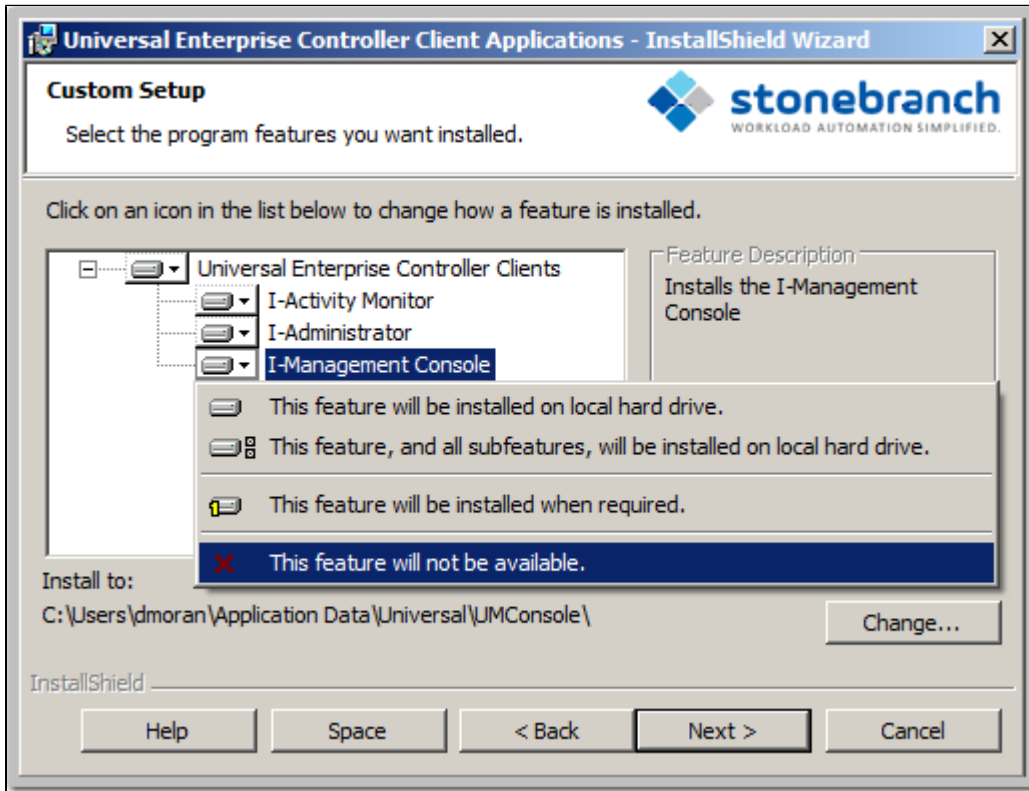 Universal Enterprise Controller Client Applications - InstallShield Wizard
Custom Setup
Select the program features you want installed.
stonebranch
WORKLOAD AUTOMATION SIMPLIFIED.
Click on an icon in the list below to change how a feature is installed.
Universal Enterprise Controller Clients
I-Activity Monitor
I-Administrator
I-Management Console
Feature Description
Installs the I-Management
Console
This feature will be installed on local hard drive.
This feature, and all subfeatures, will be installed on local hard drive.
This feature will be installed when required.
This feature will not be available.
Install to:
C:\Users\dmoran\Application Data\Universal\UMConsole\
Change...
InstallShield
Help
Space
< Back
Next >
Cancel